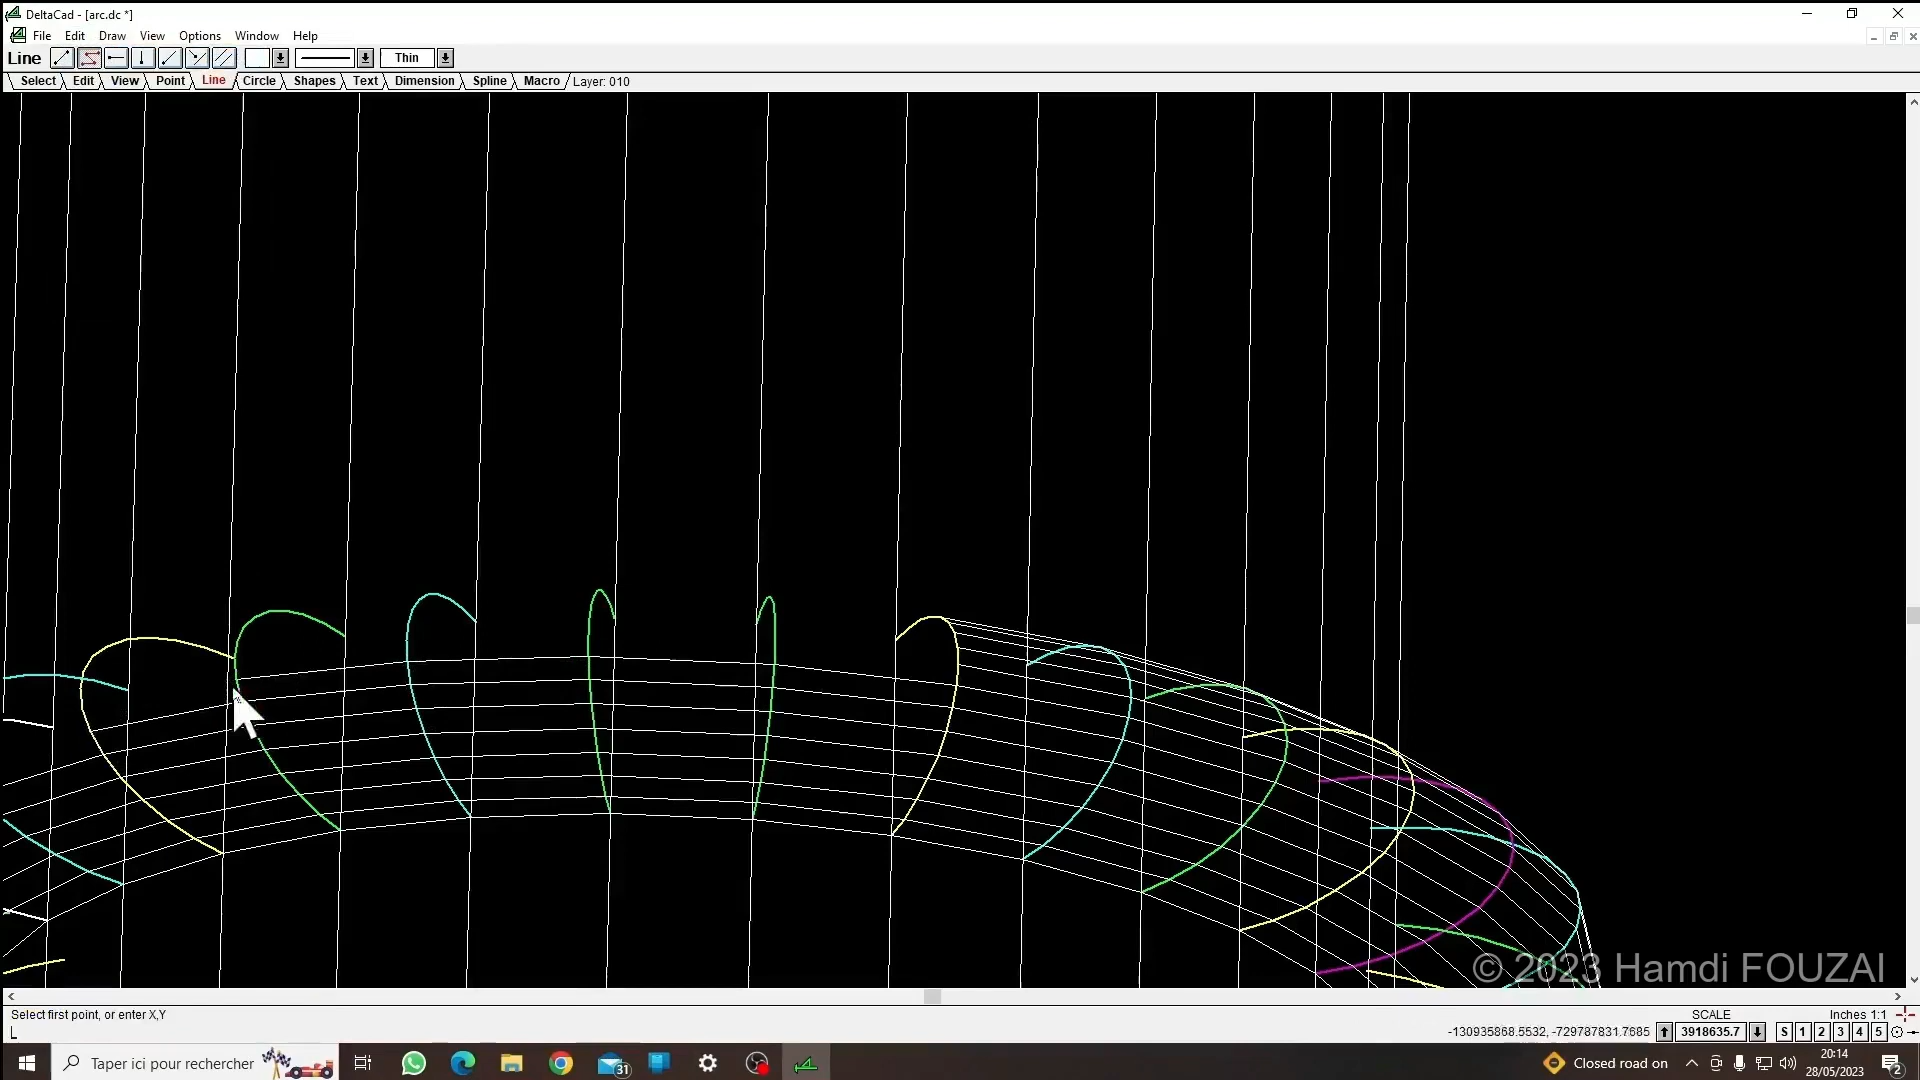 DeltaCad - [arc.dc *]
File Edit Draw View Options Window Help
Line Thin
Select Edit View Point Line Circle Shapes Text Dimension Spline Macro Layer: 010
© 2023 Hamdi FOUZAI
Select first point, or enter X,Y
SCALE Inches 1:1
-130935868.5532, -729787831.7685 3918635.7 S 1 2 3 4 5
Taper ici pour rechercher
31
Closed road on
20:14
28/05/2023
2